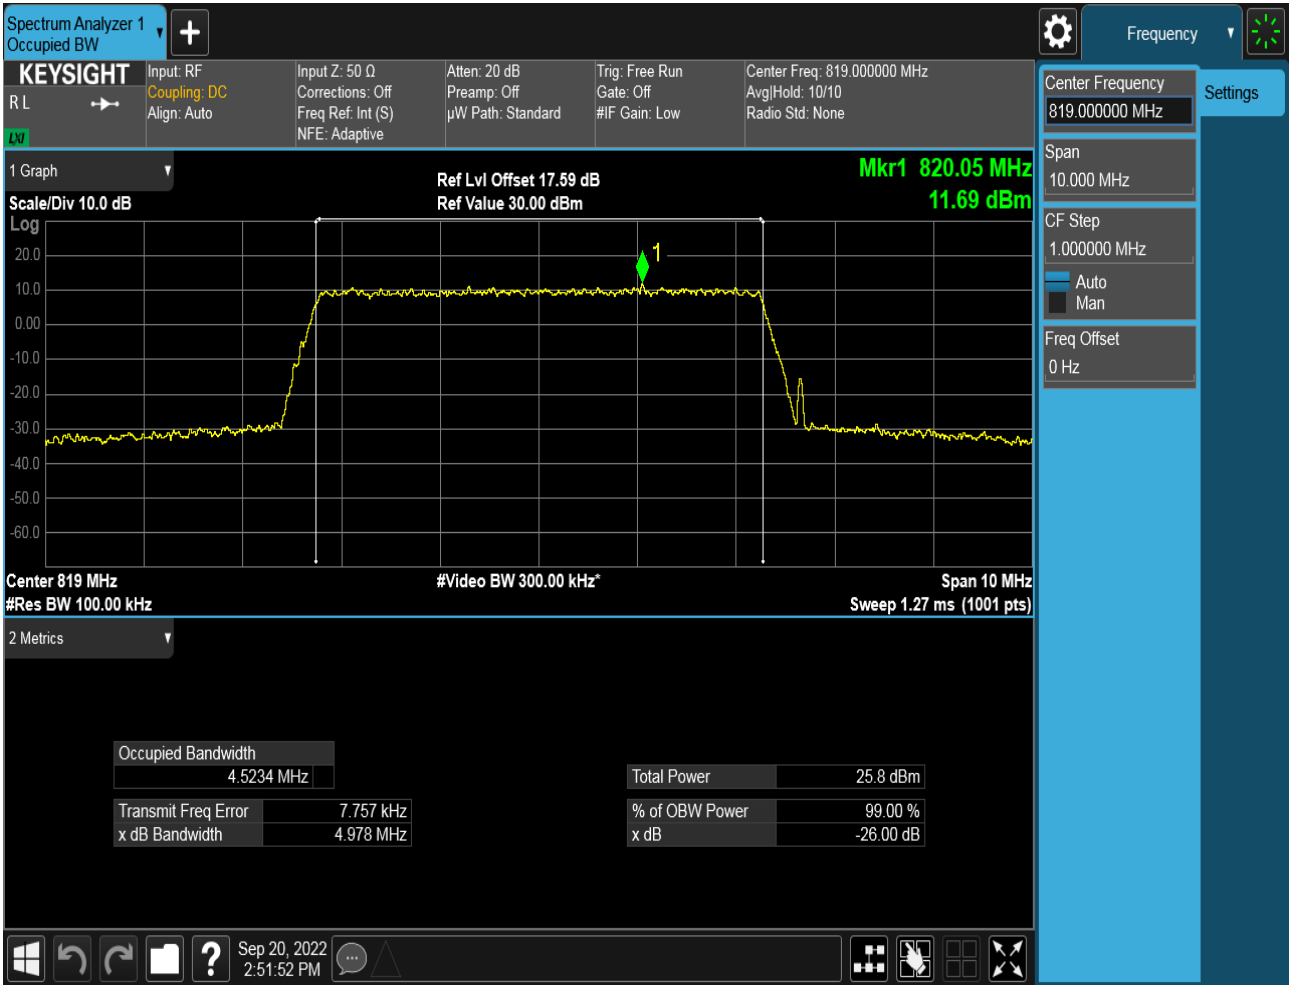 Spectrum Analyzer 1
Occupied BW
Frequency
KEYSIGHT
R L
LXI
Input: RF
Coupling: DC
Align: Auto
Input Z: 50 Ω
Corrections: Off
Freq Ref: Int (S)
NFE: Adaptive
Atten: 20 dB
Preamp: Off
µW Path: Standard
Trig: Free Run
Gate: Off
#IF Gain: Low
Center Freq: 819.000000 MHz
Avg|Hold: 10/10
Radio Std: None
Center Frequency
819.000000 MHz
Settings
Span
10.000 MHz
CF Step
1.000000 MHz
Auto
Man
Freq Offset
0 Hz
1 Graph
Scale/Div 10.0 dB
Ref Lvl Offset 17.59 dB
Ref Value 30.00 dBm
Mkr1 820.05 MHz
11.69 dBm
Log
20.0
10.0
0.00
-10.0
-20.0
-30.0
-40.0
-50.0
-60.0
1
Center 819 MHz
#Res BW 100.00 kHz
#Video BW 300.00 kHz*
Span 10 MHz
Sweep 1.27 ms (1001 pts)
2 Metrics
Occupied Bandwidth
4.5234 MHz
Transmit Freq Error 7.757 kHz
x dB Bandwidth 4.978 MHz
Total Power 25.8 dBm
% of OBW Power 99.00 %
x dB -26.00 dB
?
Sep 20, 2022
2:51:52 PM